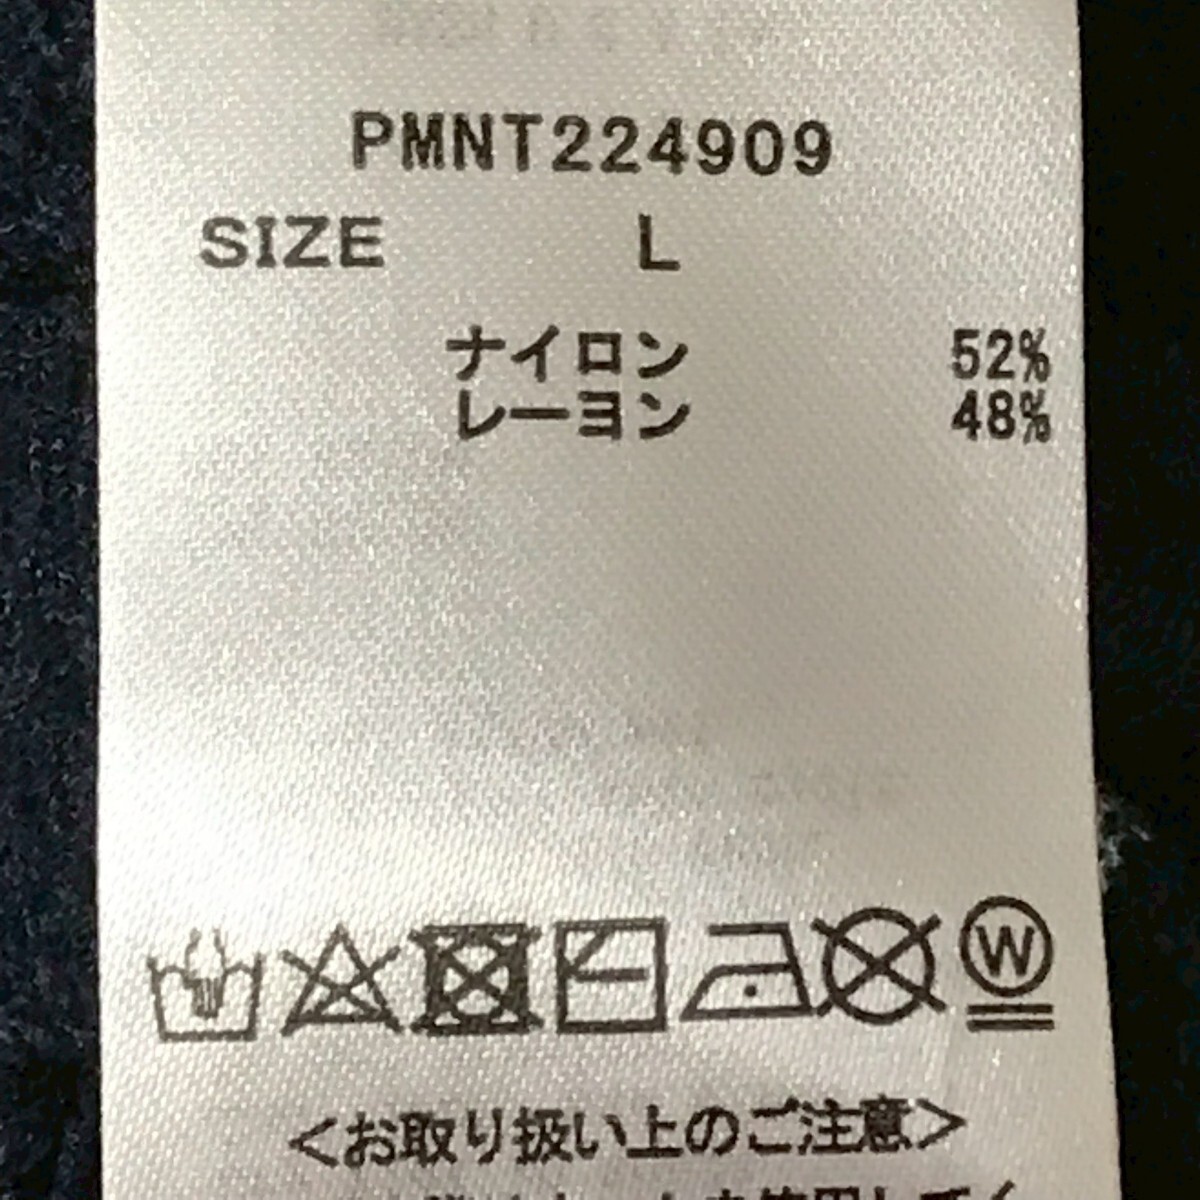 PMNT224909
SIZE L
ナイロン 52%
レーヨン 48%
W
<お取り扱い上のご注意>